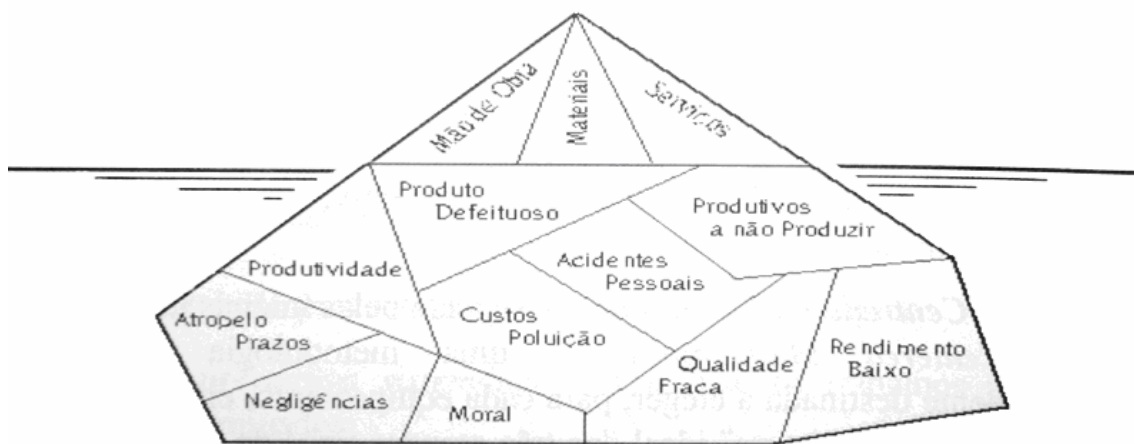 Mão de Obra
Materiais
Serviços
Produto
Defeituoso
Produtivos
a não Produzir
Produtividade
Acidentes
Pessoais
Atropelo
Prazos
Custos
Poluição
Qualidade
Fraca
Rendimento
Baixo
Negligências
Moral